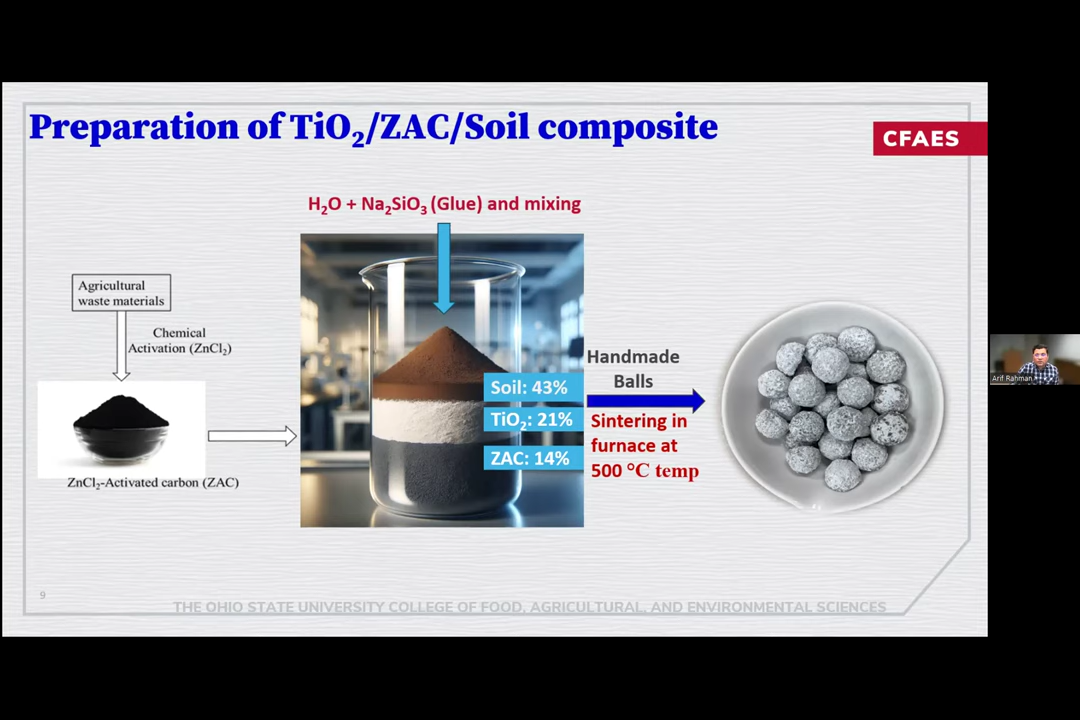 Preparation of TiO₂/ZAC/Soil composite
CFAES
H₂O + Na₂SiO₃ (Glue) and mixing
Agricultural
waste materials
Chemical
Activation (ZnCl₂)
ZnCl₂-Activated carbon (ZAC)
Soil: 43%
TiO₂: 21%
ZAC: 14%
Handmade
Balls
Sintering in
furnace at
500 °C temp
Arif Rahman
9
THE OHIO STATE UNIVERSITY COLLEGE OF FOOD, AGRICULTURAL, AND ENVIRONMENTAL SCIENCES